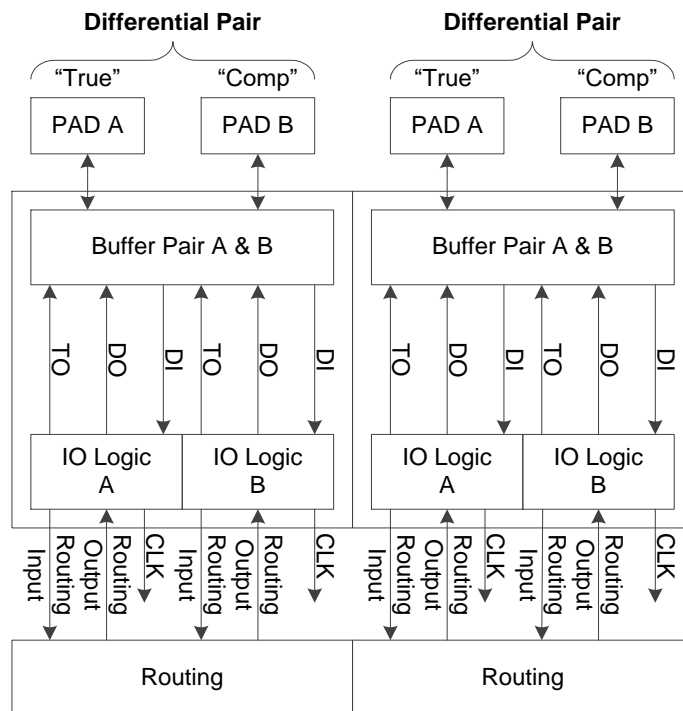 Differential Pair
Differential Pair
“True”
“Comp”
“True”
“Comp”
PAD A
PAD B
PAD A
PAD B
Buffer Pair A & B
Buffer Pair A & B
TO
DO
DI
TO
DO
DI
TO
DO
DI
TO
DO
DI
IO Logic
A
IO Logic
B
IO Logic
A
IO Logic
B
Routing
Input
Routing
Output
CLK
Routing
Input
Routing
Output
CLK
Routing
Input
Routing
Output
CLK
Routing
Input
Routing
Output
CLK
Routing
Routing